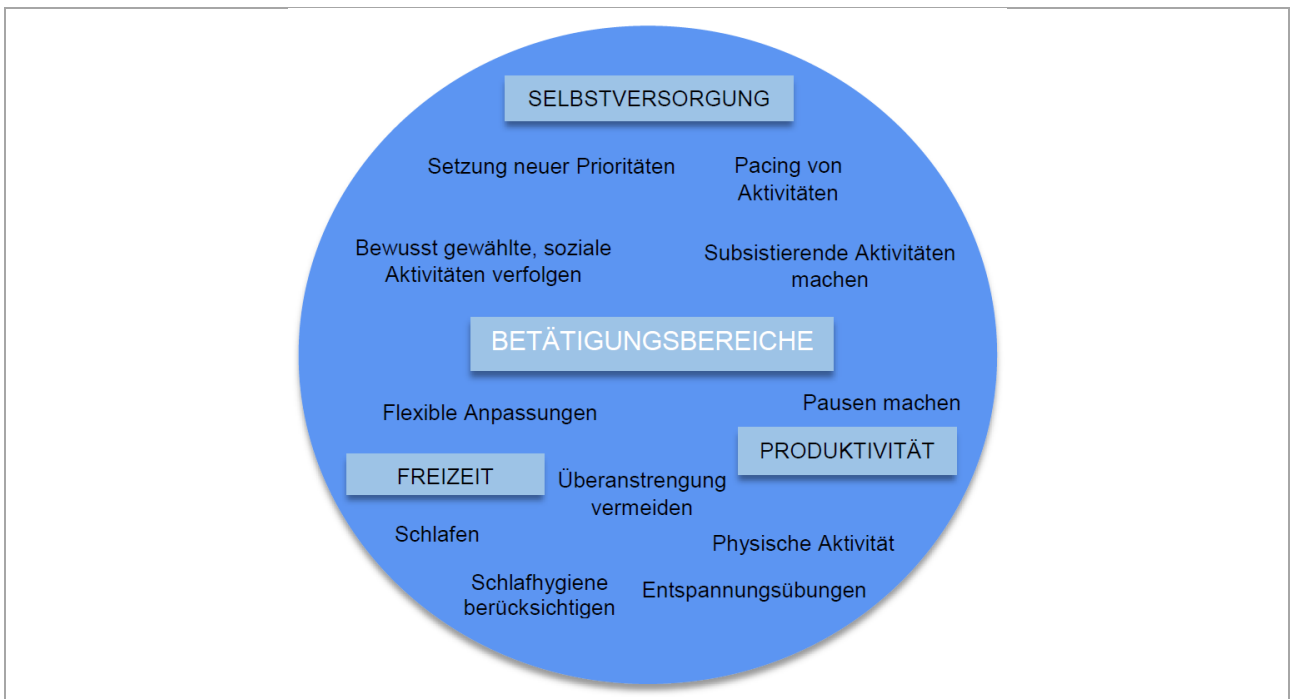 SELBSTVERSORGUNG
Setzung neuer Prioritäten
Pacing von
Aktivitäten
Bewusst gewählte, soziale
Aktivitäten verfolgen
Subsistierende Aktivitäten
machen
BETÄTIGUNGSBEREICHE
Flexible Anpassungen
Pausen machen
PRODUKTIVITÄT
FREIZEIT
Überanstrengung
vermeiden
Schlafen
Physische Aktivität
Schlafhygiene
berücksichtigen
Entspannungsübungen